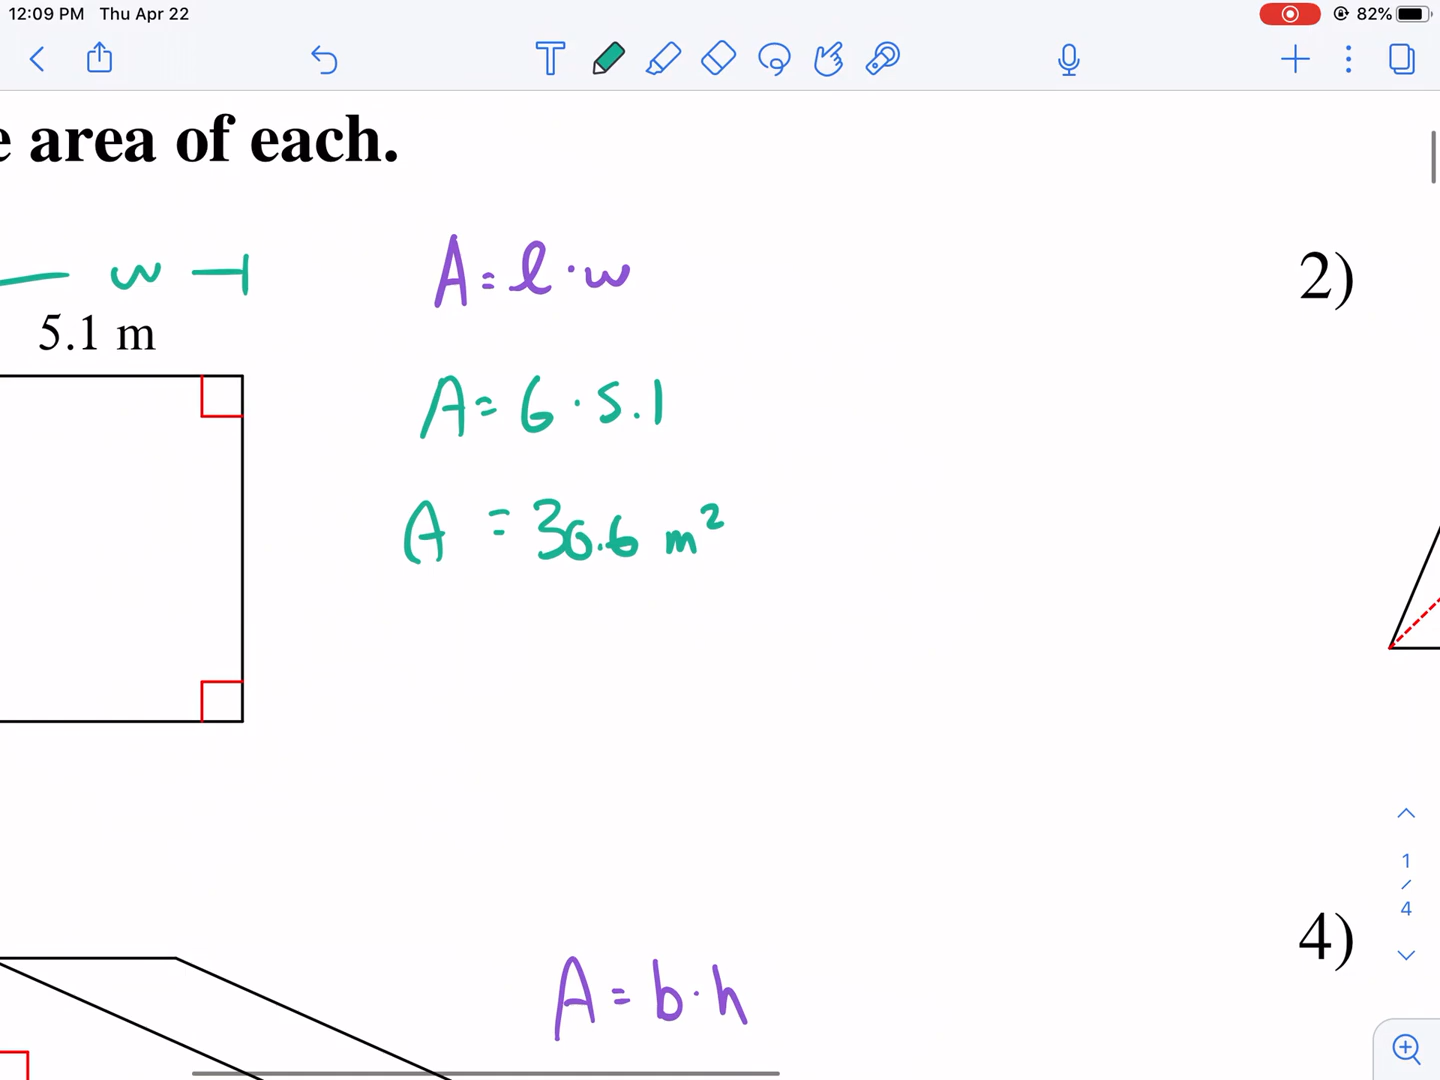 12:09 PM Thu Apr 22
82%
T
e area of each.
w
5.1 m
A = l · w
2)
A = 6 · 5.1
A = 30.6 m²
1
/
4
4)
A = b · h